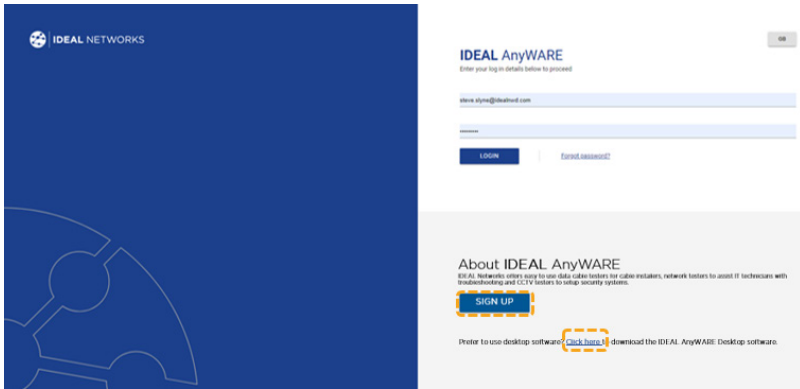 IDEAL NETWORKS
GB
IDEAL AnyWARE
Enter your log in details below to proceed
steve.slyne@idealnwd.com
••••••••
LOGIN
Forgot password?
About IDEAL AnyWARE
IDEAL Networks offers easy to use data cable testers for cable installers, network testers to assist IT technicians with
troubleshooting and CCTV testers to setup security systems.
SIGN UP
Prefer to use desktop software? Click here to download the IDEAL AnyWARE Desktop software.